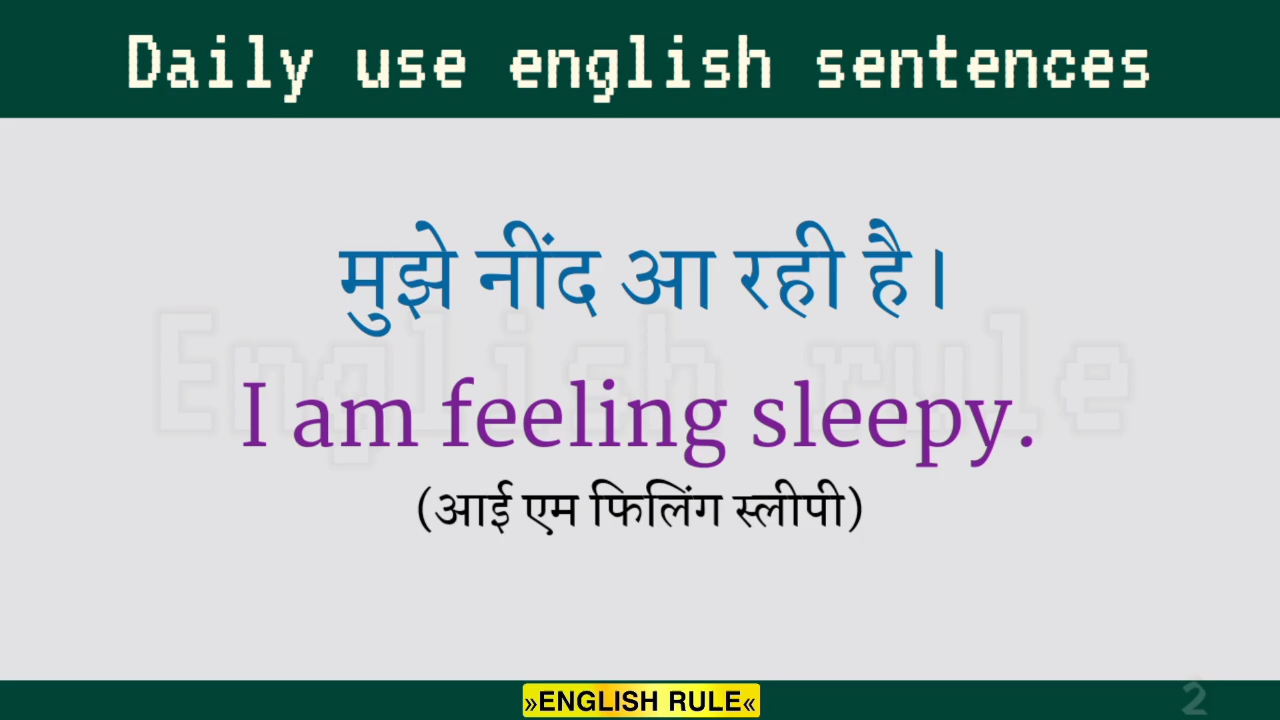 Daily use english sentences
मुझे नींद आ रही है।
English rule
I am feeling sleepy.
(आई एम फिलिंग स्लीपी)
»ENGLISH RULE«
2